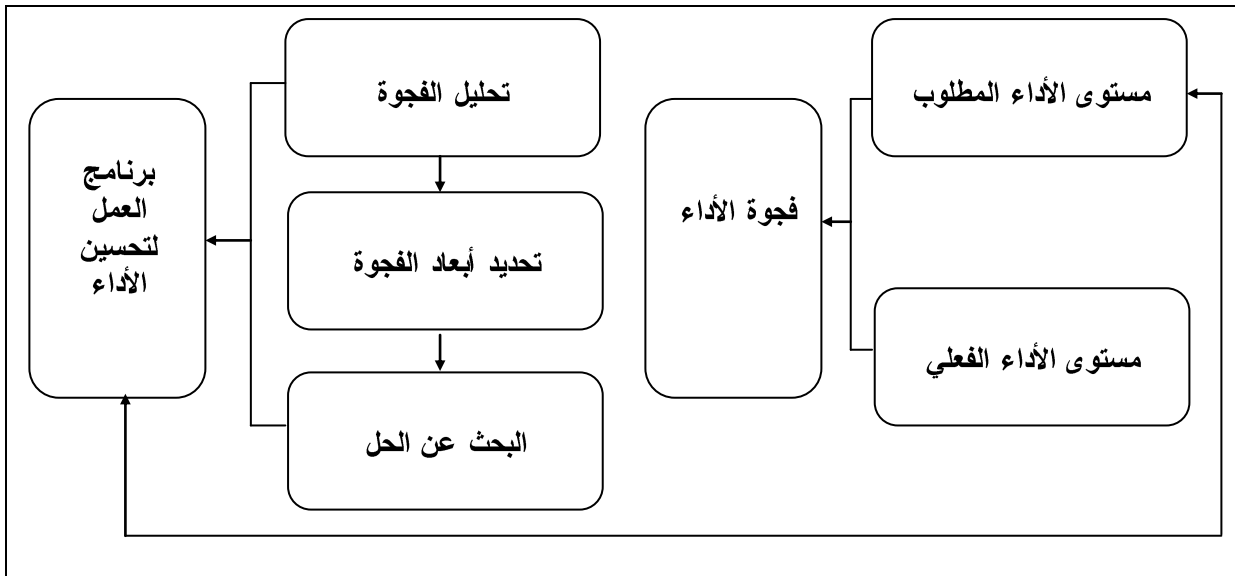 مستوى الأداء المطلوب
مستوى الأداء الفعلي
فجوة الأداء
تحليل الفجوة
تحديد أبعاد الفجوة
البحث عن الحل
برنامج
العمل
لتحسين
الأداء